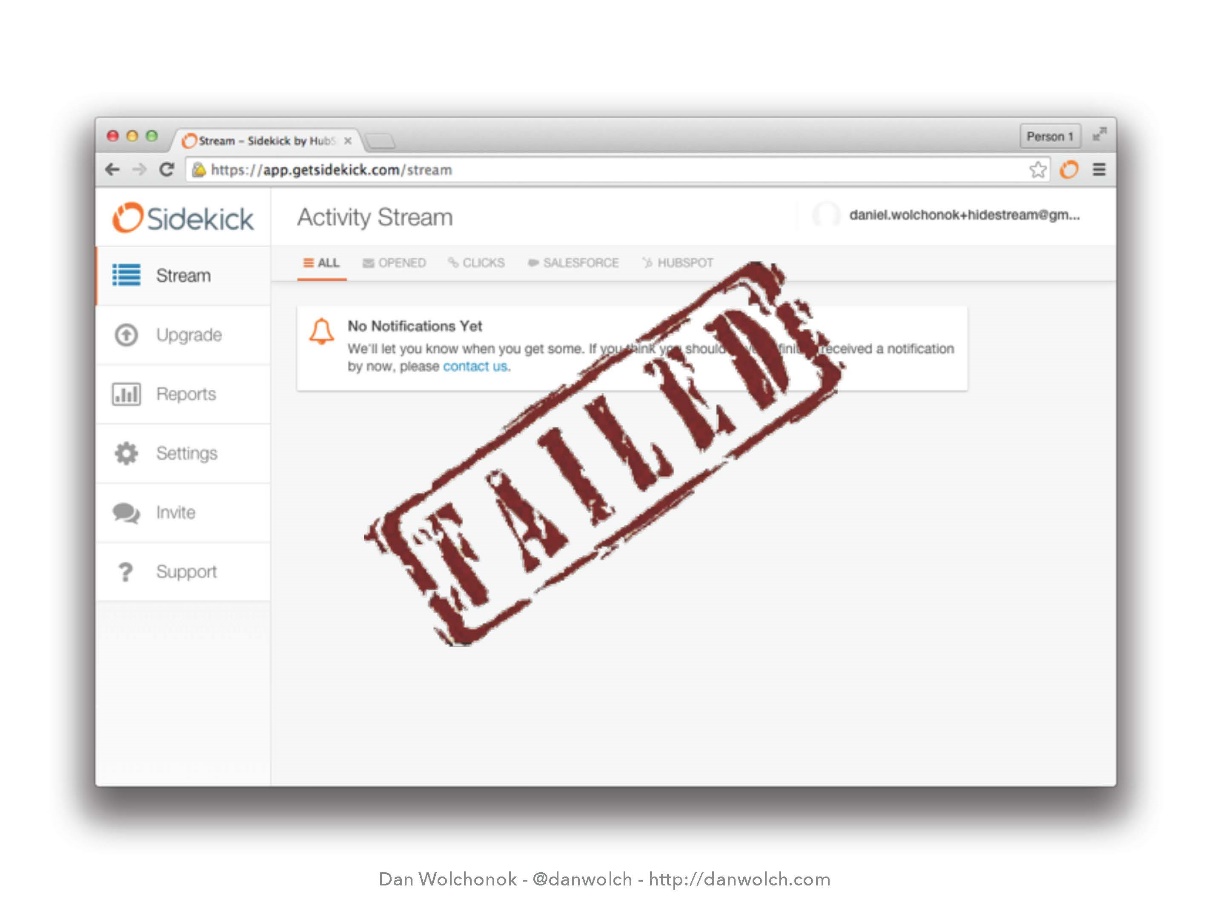 Stream – Sidekick by HubS
Person 1
https://app.getsidekick.com/stream
Sidekick
Activity Stream
daniel.wolchonok+hidestream@gm...
Stream
Upgrade
Reports
Settings
Invite
Support
ALL OPENED CLICKS SALESFORCE HUBSPOT
No Notifications Yet
We'll let you know when you get some. If you think you should received a notification
by now, please contact us.
FAILED
Dan Wolchonok - @danwolch - http://danwolch.com